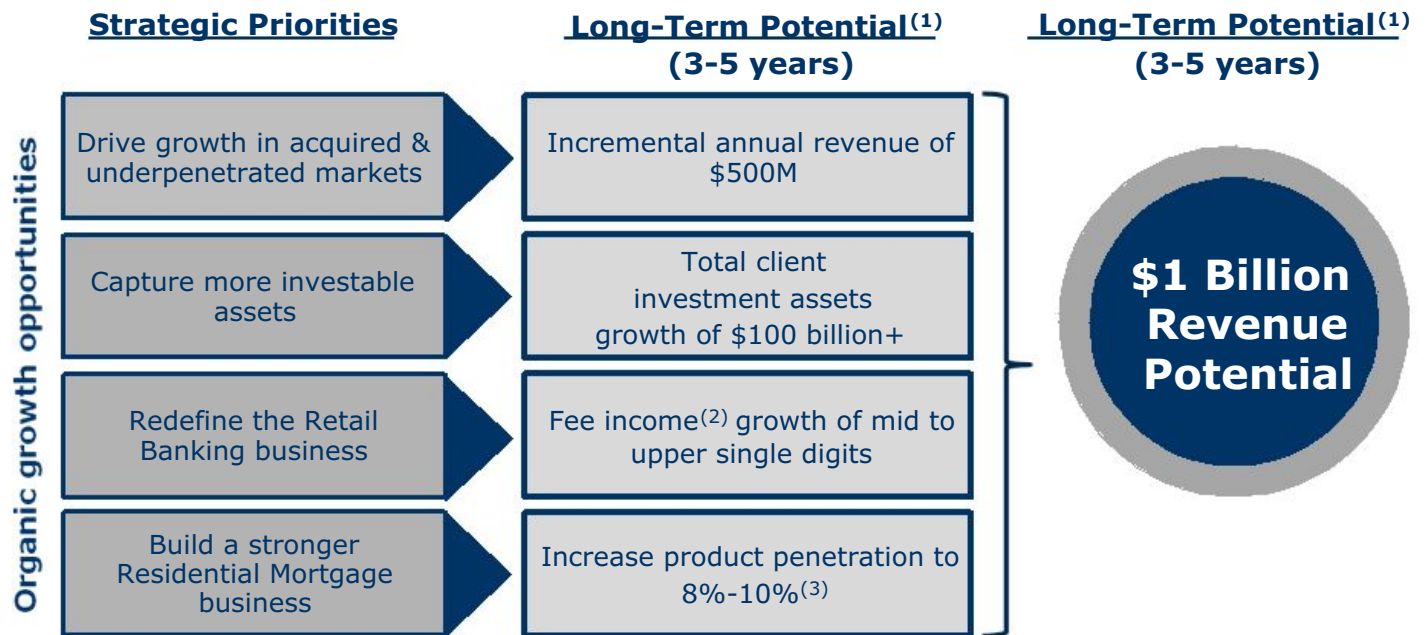 Strategic Priorities
Long-Term Potential(1)
(3-5 years)
Long-Term Potential(1)
(3-5 years)
Organic growth opportunities
Drive growth in acquired &
underpenetrated markets
Incremental annual revenue of
$500M
Capture more investable
assets
Total client
investment assets
growth of $100 billion+
Redefine the Retail
Banking business
Fee income(2) growth of mid to
upper single digits
Build a stronger
Residential Mortgage
business
Increase product penetration to
8%-10%(3)
$1 Billion
Revenue
Potential